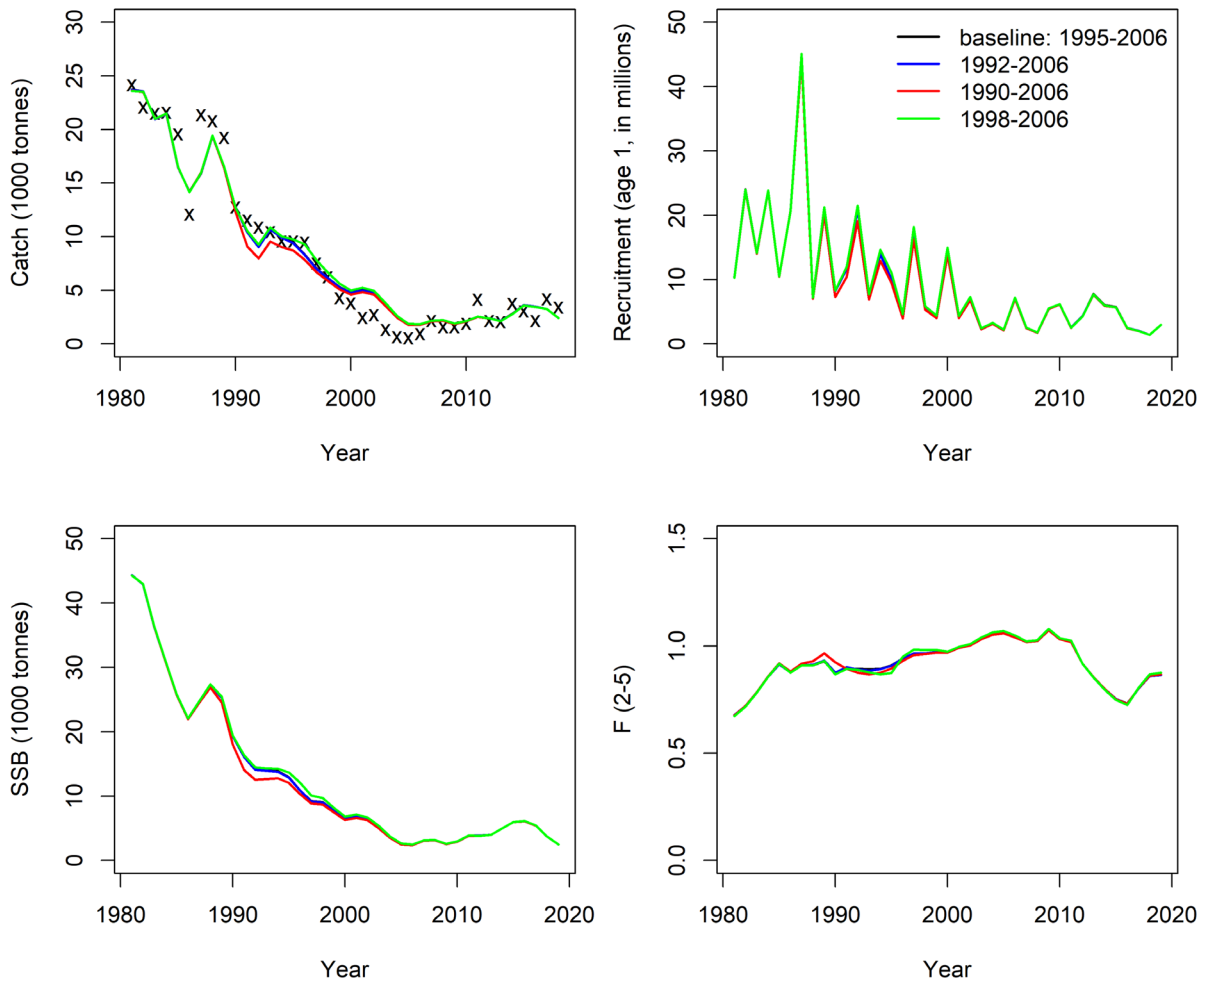 Catch (1000 tonnes)
30
25
20
15
10
5
0
x
1980 1990 2000 2010
Year
Recruitment (age 1, in millions)
50
40
30
20
10
0
baseline: 1995-2006
1992-2006
1990-2006
1998-2006
1980 1990 2000 2010 2020
Year
SSB (1000 tonnes)
50
40
30
20
10
0
1980 1990 2000 2010 2020
Year
F (2-5)
1.5
1.0
0.5
0.0
1980 1990 2000 2010 2020
Year